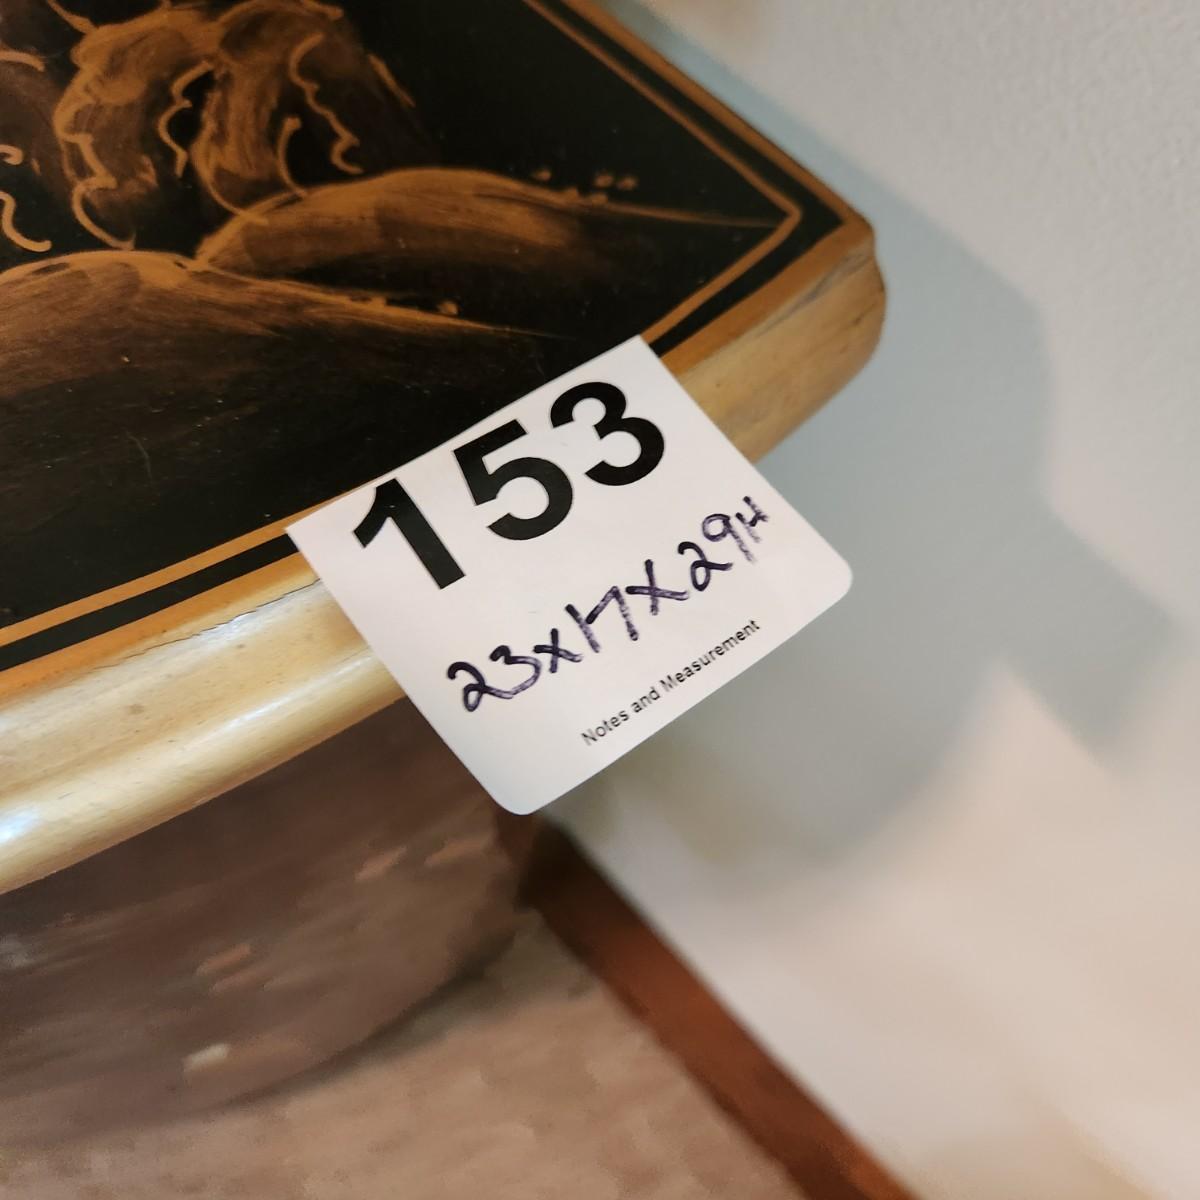 153
23x17x29H
Notes and Measurement